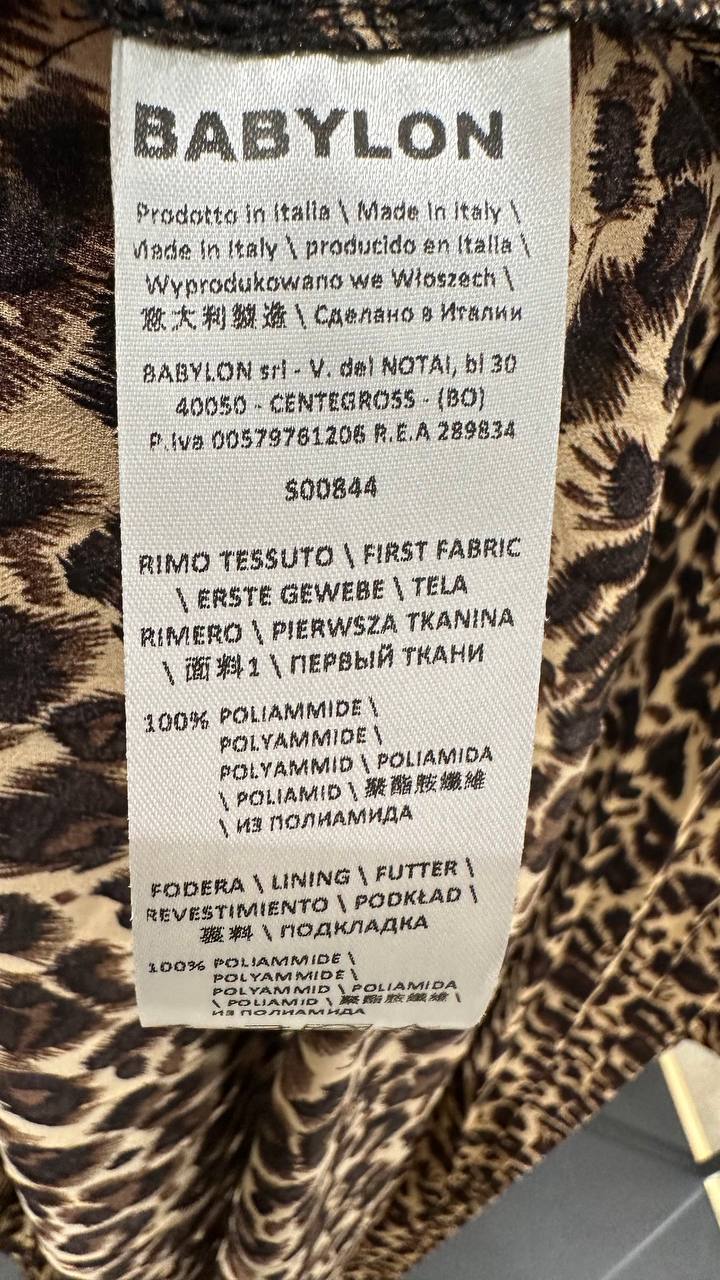 BABYLON
Prodotto in Italia \ Made in Italy \
Made in Italy \ producido en Italia \
Wyprodukowano we Włoszech \
意大利製造 \ Сделано в Италии
BABYLON srl - V. dei NOTAI, bl 30
40050 - CENTEGROSS - (BO)
P.Iva 00579761206 R.E.A 289834
S00844
RIMO TESSUTO \ FIRST FABRIC
\ ERSTE GEWEBE \ TELA
RIMERO \ PIERWSZA TKANINA
\ 面料1 \ ПЕРВЫЙ ТКАНИ
100% POLIAMMIDE \
POLYAMMIDE \
POLYAMMID \ POLIAMIDA
\ POLIAMID \ 聚酯胺纖維
\ ИЗ ПОЛИАМИДА
FODERA \ LINING \ FUTTER \
REVESTIMIENTO \ PODKŁAD \
\ ПОДКЛАДКА
100% POLIAMMIDE \
POLYAMMIDE \
POLYAMMID \ POLIAMIDA
\ POLIAMID \ 聚酯胺纖維 \
ИЗ ПОЛИАМИДА